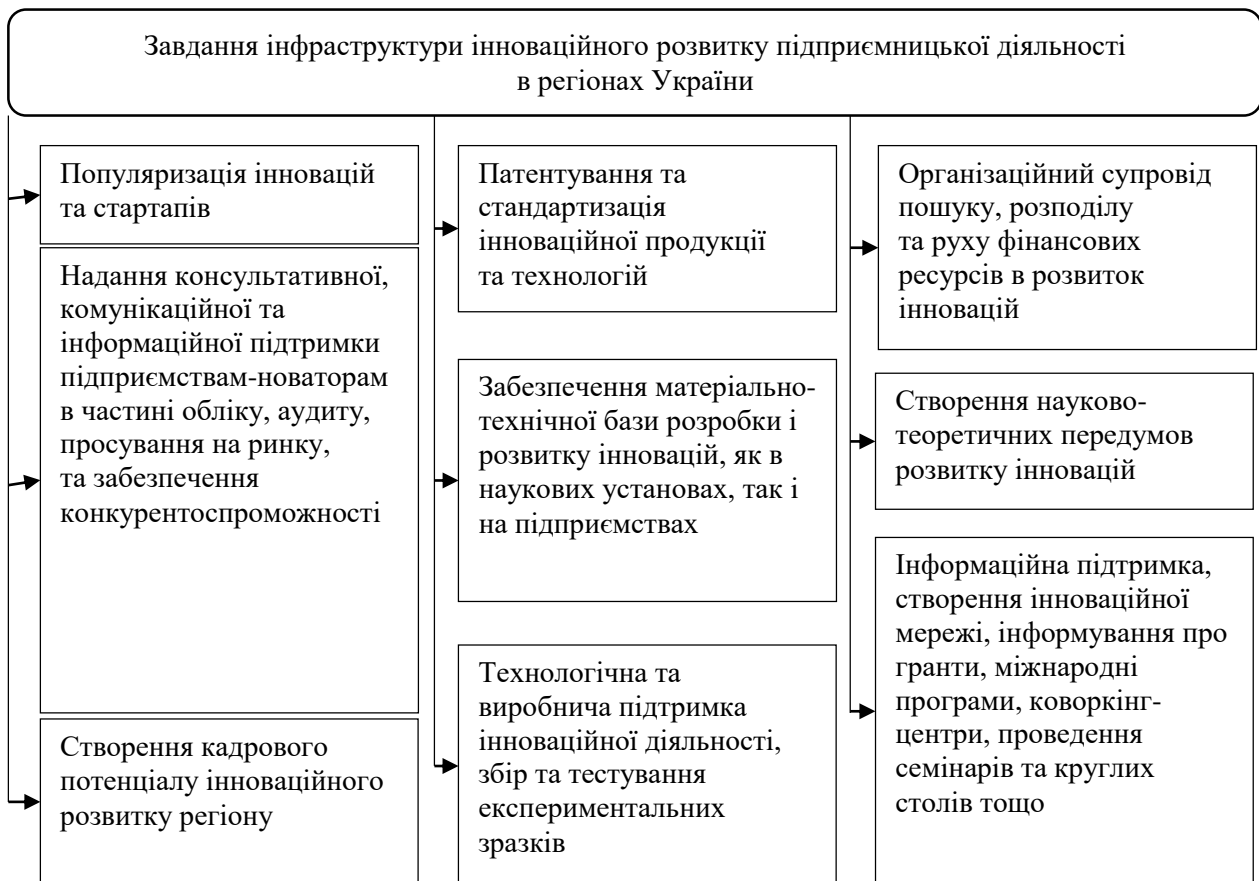 Завдання інфраструктури інноваційного розвитку підприємницької діяльності
в регіонах України
Популяризація інновацій
та стартапів
Надання консультативної,
комунікаційної та
інформаційної підтримки
підприємствам-новаторам
в частині обліку, аудиту,
просування на ринку,
та забезпечення
конкурентоспроможності
Створення кадрового
потенціалу інноваційного
розвитку регіону
Патентування та
стандартизація
інноваційної продукції
та технологій
Забезпечення матеріально-
технічної бази розробки і
розвитку інновацій, як в
наукових установах, так і
на підприємствах
Технологічна та
виробнича підтримка
інноваційної діяльності,
збір та тестування
експериментальних
зразків
Організаційний супровід
пошуку, розподілу
та руху фінансових
ресурсів в розвиток
інновацій
Створення науково-
теоретичних передумов
розвитку інновацій
Інформаційна підтримка,
створення інноваційної
мережі, інформування про
гранти, міжнародні
програми, коворкінг-
центри, проведення
семінарів та круглих
столів тощо